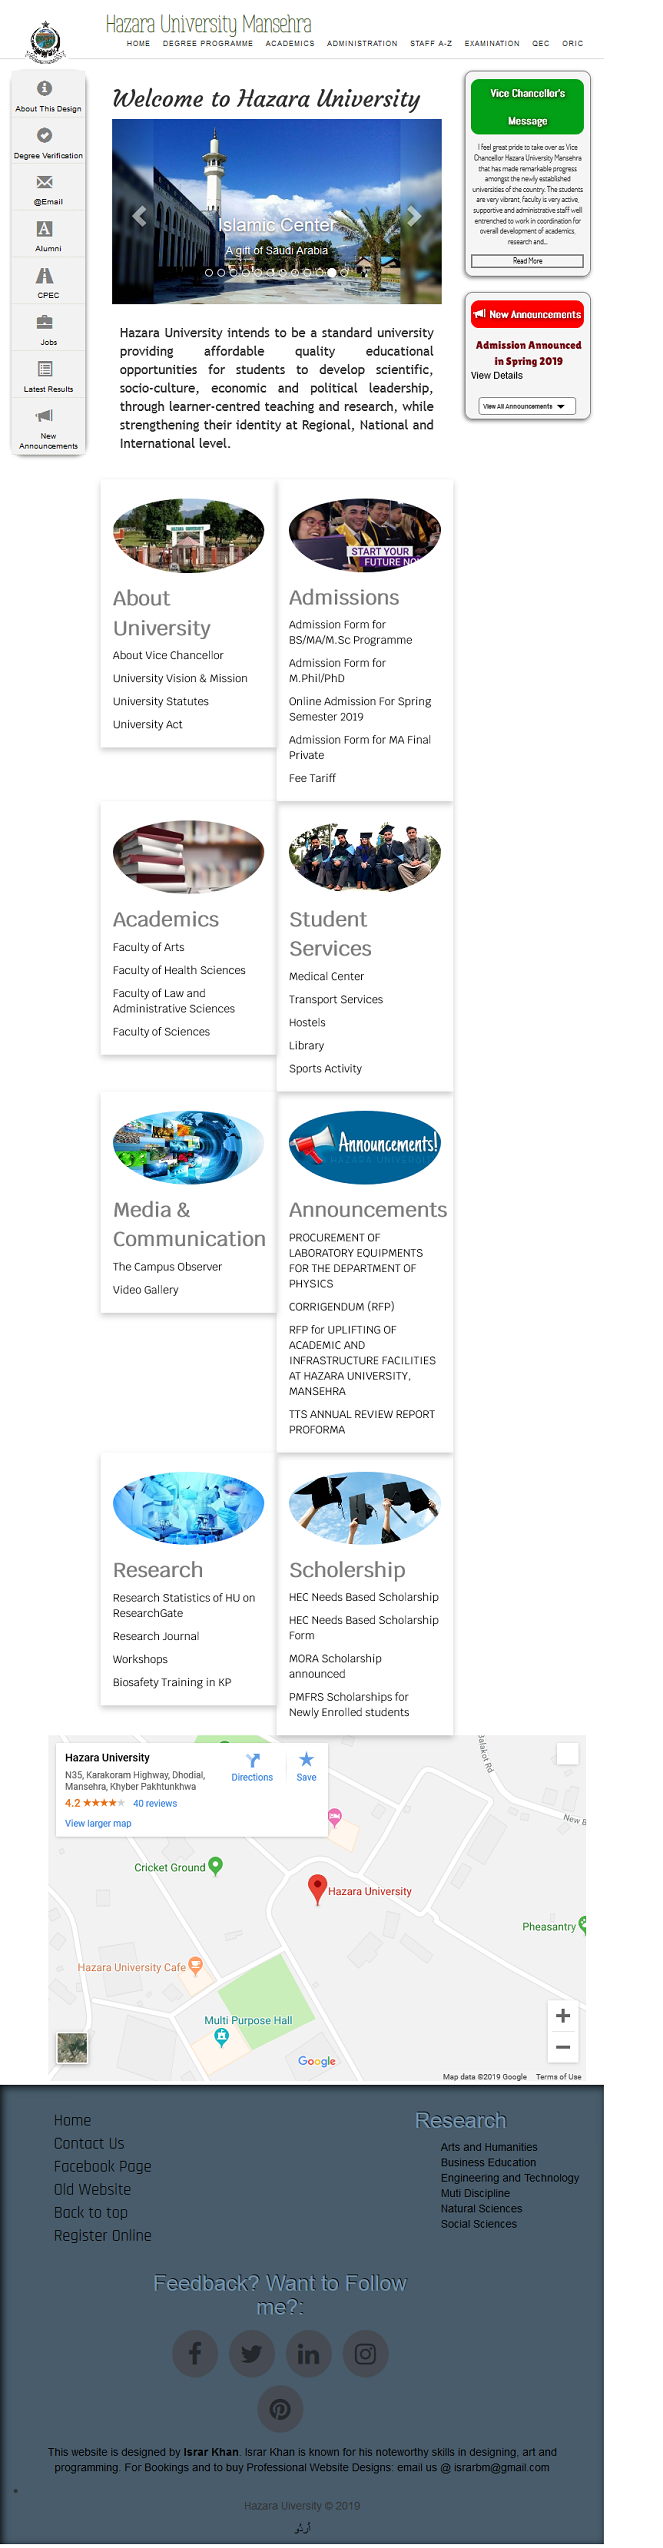 Hazara University Mansehra
HOME DEGREE PROGRAMME ACADEMICS ADMINISTRATION STAFF A-Z EXAMINATION QEC ORIC
About This Design
Degree Verification
@Email
Alumni
CPEC
Jobs
Latest Results
New
Announcements
Welcome to Hazara University
Islamic Center
A gift of Saudi Arabia
Hazara University intends to be a standard university
providing affordable quality educational
opportunities for students to develop scientific,
socio-culture, economic and political leadership,
through learner-centred teaching and research, while
strengthening their identity at Regional, National and
International level.
Vice Chancellor's
Message
I feel great pride to take over as Vice
Chancellor Hazara University Mansehra
that has made remarkable progress
amongst the newly established
universities of the country. The students
are very vibrant, faculty is very active,
supportive and administrative staff well
entrenched to work in coordination for
overall development of academics,
research and...
Read More
New Announcements
Admission Announced
in Spring 2019
View Details
View All Announcements
About
University
About Vice Chancellor
University Vision & Mission
University Statutes
University Act
START YOUR
FUTURE NOW
Admissions
Admission Form for
BS/MA/M.Sc Programme
Admission Form for
M.Phil/PhD
Online Admission For Spring
Semester 2019
Admission Form for MA Final
Private
Fee Tariff
Academics
Faculty of Arts
Faculty of Health Sciences
Faculty of Law and
Administrative Sciences
Faculty of Sciences
Student
Services
Medical Center
Transport Services
Hostels
Library
Sports Activity
Media &
Communication
The Campus Observer
Video Gallery
Announcements!
HAZARA UNIVERSITY
Announcements
PROCUREMENT OF
LABORATORY EQUIPMENTS
FOR THE DEPARTMENT OF
PHYSICS
CORRIGENDUM (RFP)
RFP for UPLIFTING OF
ACADEMIC AND
INFRASTRUCTURE FACILITIES
AT HAZARA UNIVERSITY,
MANSEHRA
TTS ANNUAL REVIEW REPORT
PROFORMA
Research
Research Statistics of HU on
ResearchGate
Research Journal
Workshops
Biosafety Training in KP
Scholership
HEC Needs Based Scholarship
HEC Needs Based Scholarship
Form
MORA Scholarship
announced
PMFRS Scholarships for
Newly Enrolled students
Hazara University
N35, Karakoram Highway, Dhodial,
Mansehra, Khyber Pakhtunkhwa
4.2 40 reviews
View larger map
Directions
Save
Balakot Rd
New B
Cricket Ground
Hazara University
Pheasantry
Hazara University Cafe
Multi Purpose Hall
Google
Map data ©2019 Google Terms of Use
Home
Contact Us
Facebook Page
Old Website
Back to top
Register Online
Research
Arts and Humanities
Business Education
Engineering and Technology
Muti Discipline
Natural Sciences
Social Sciences
Feedback? Want to Follow
me?:
This website is designed by Israr Khan. Israr Khan is known for his noteworthy skills in designing, art and
programming. For Bookings and to buy Professional Website Designs: email us @ israrbm@gmail.com
Hazara Uiversity © 2019
اُردُو